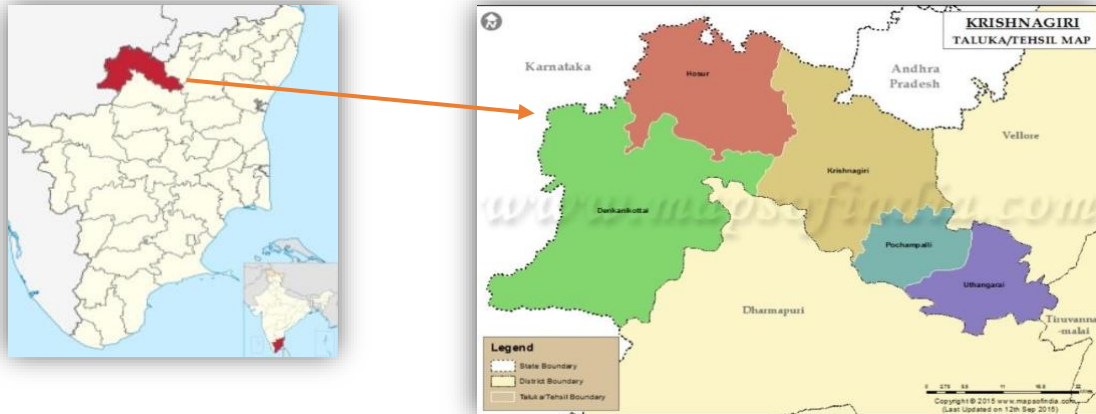 KRISHNAGIRI
TALUKA/TEHSIL MAP
Karnataka
Hosur
Andhra
Pradesh
Vellore
Krishnagiri
Denkanikottai
www.mapsofindia.com
Pochampalli
Uthangarai
Dharmapuri
Tiruvanna
-malai
Legend
State Boundary
District Boundary
Taluka/Tehsil Boundary
Copyright © 2015 www.mapsofindia.com
(Last Updated on 12th Sep 2015)